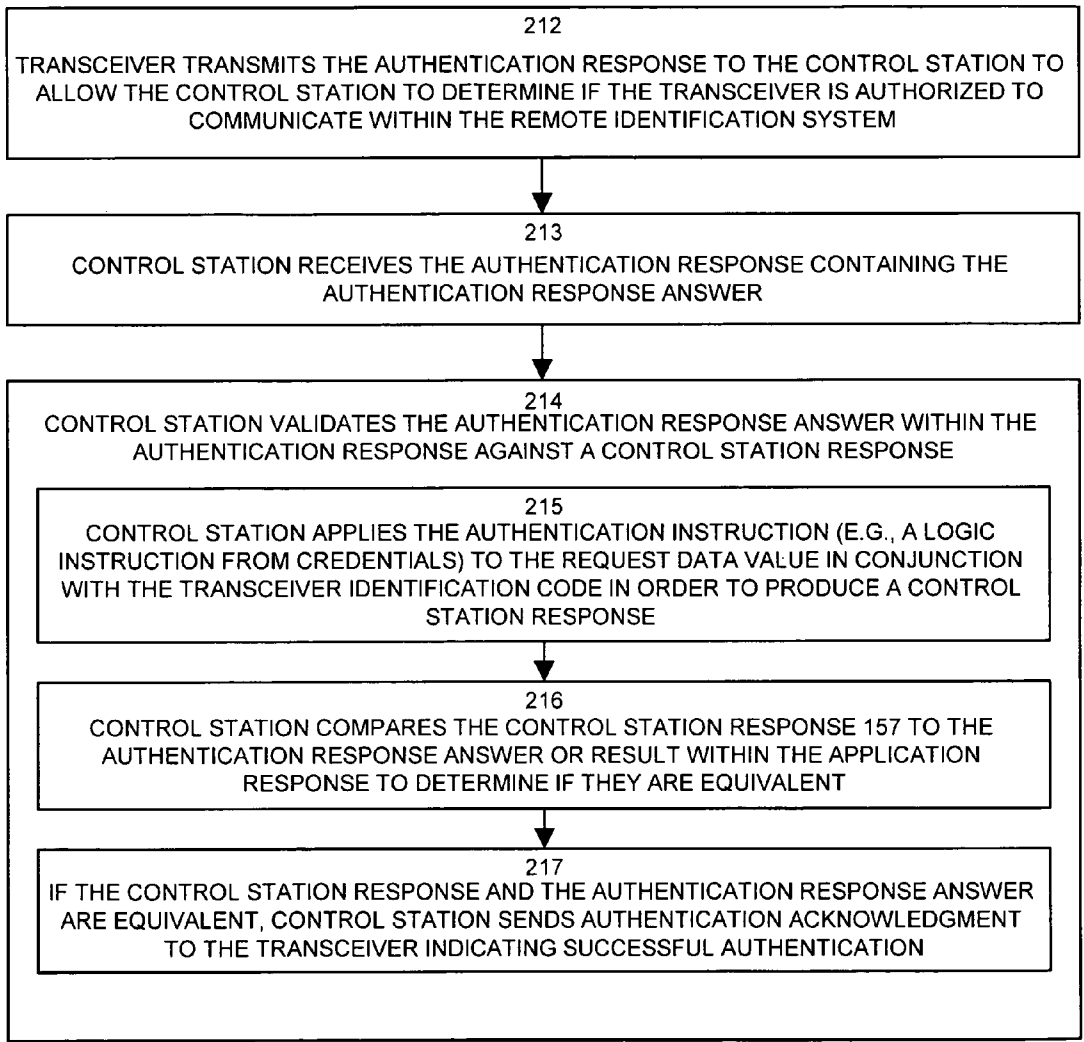 212
TRANSCEIVER TRANSMITS THE AUTHENTICATION RESPONSE TO THE CONTROL STATION TO
ALLOW THE CONTROL STATION TO DETERMINE IF THE TRANSCEIVER IS AUTHORIZED TO
COMMUNICATE WITHIN THE REMOTE IDENTIFICATION SYSTEM
213
CONTROL STATION RECEIVES THE AUTHENTICATION RESPONSE CONTAINING THE
AUTHENTICATION RESPONSE ANSWER
214
CONTROL STATION VALIDATES THE AUTHENTICATION RESPONSE ANSWER WITHIN THE
AUTHENTICATION RESPONSE AGAINST A CONTROL STATION RESPONSE
215
CONTROL STATION APPLIES THE AUTHENTICATION INSTRUCTION (E.G., A LOGIC
INSTRUCTION FROM CREDENTIALS) TO THE REQUEST DATA VALUE IN CONJUNCTION
WITH THE TRANSCEIVER IDENTIFICATION CODE IN ORDER TO PRODUCE A CONTROL
STATION RESPONSE
216
CONTROL STATION COMPARES THE CONTROL STATION RESPONSE 157 TO THE
AUTHENTICATION RESPONSE ANSWER OR RESULT WITHIN THE APPLICATION
RESPONSE TO DETERMINE IF THEY ARE EQUIVALENT
217
IF THE CONTROL STATION RESPONSE AND THE AUTHENTICATION RESPONSE ANSWER
ARE EQUIVALENT, CONTROL STATION SENDS AUTHENTICATION ACKNOWLEDGMENT
TO THE TRANSCEIVER INDICATING SUCCESSFUL AUTHENTICATION